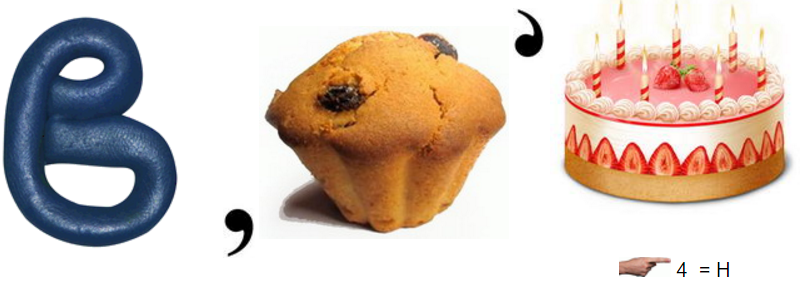 В , ,
4 = Н